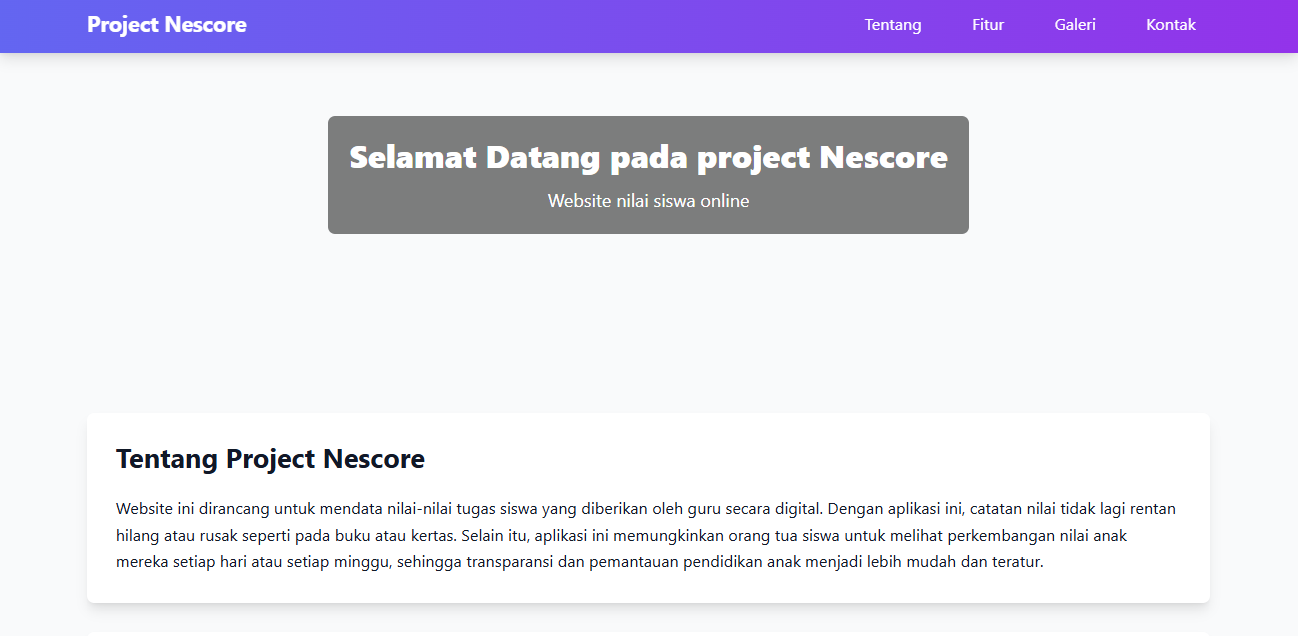 Project Nescore
Tentang
Fitur
Galeri
Kontak
Selamat Datang pada project Nescore
Website nilai siswa online
Tentang Project Nescore
Website ini dirancang untuk mendata nilai-nilai tugas siswa yang diberikan oleh guru secara digital. Dengan aplikasi ini, catatan nilai tidak lagi rentan
hilang atau rusak seperti pada buku atau kertas. Selain itu, aplikasi ini memungkinkan orang tua siswa untuk melihat perkembangan nilai anak
mereka setiap hari atau setiap minggu, sehingga transparansi dan pemantauan pendidikan anak menjadi lebih mudah dan teratur.